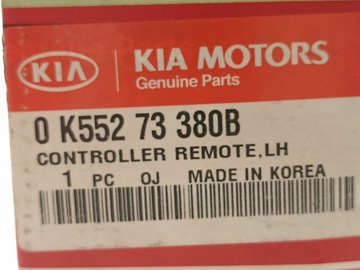 KIA
KIA MOTORS
Genuine Parts
0 K552 73 380B
CONTROLLER REMOTE,LH
1 PC OJ MADE IN KOREA